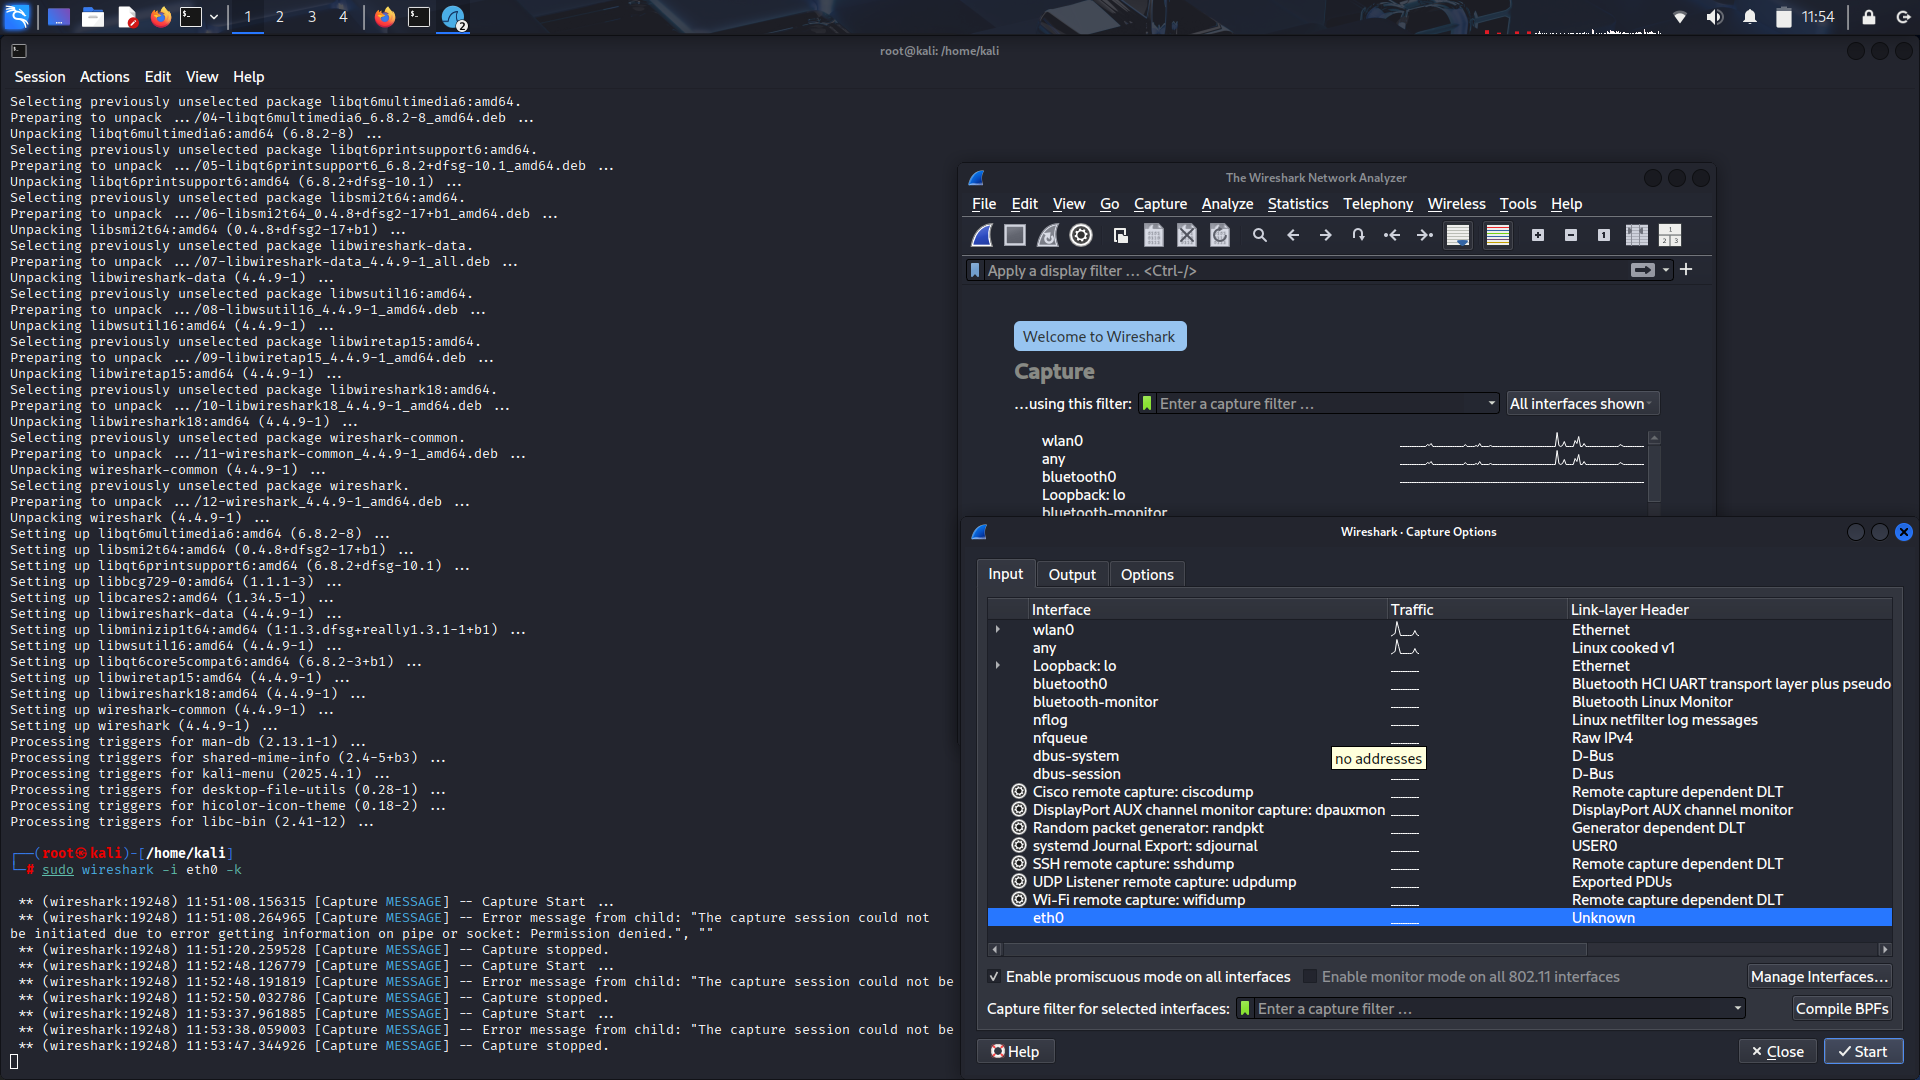 1 2 3 4 2 11:54
root@kali: /home/kali
Session Actions Edit View Help
Selecting previously unselected package libqt6multimedia6:amd64.
Preparing to unpack .../04-libqt6multimedia6_6.8.2-8_amd64.deb ...
Unpacking libqt6multimedia6:amd64 (6.8.2-8) ...
Selecting previously unselected package libqt6printsupport6:amd64.
Preparing to unpack .../05-libqt6printsupport6_6.8.2+dfsg-10.1_amd64.deb ...
Unpacking libqt6printsupport6:amd64 (6.8.2+dfsg-10.1) ...
Selecting previously unselected package libsmi2t64:amd64.
Preparing to unpack .../06-libsmi2t64_0.4.8+dfsg2-17+b1_amd64.deb ...
Unpacking libsmi2t64:amd64 (0.4.8+dfsg2-17+b1) ...
Selecting previously unselected package libwireshark-data.
Preparing to unpack .../07-libwireshark-data_4.4.9-1_all.deb ...
Unpacking libwireshark-data (4.4.9-1) ...
Selecting previously unselected package libwsutil16:amd64.
Preparing to unpack .../08-libwsutil16_4.4.9-1_amd64.deb ...
Unpacking libwsutil16:amd64 (4.4.9-1) ...
Selecting previously unselected package libwiretap15:amd64.
Preparing to unpack .../09-libwiretap15_4.4.9-1_amd64.deb ...
Unpacking libwiretap15:amd64 (4.4.9-1) ...
Selecting previously unselected package libwireshark18:amd64.
Preparing to unpack .../10-libwireshark18_4.4.9-1_amd64.deb ...
Unpacking libwireshark18:amd64 (4.4.9-1) ...
Selecting previously unselected package wireshark-common.
Preparing to unpack .../11-wireshark-common_4.4.9-1_amd64.deb ...
Unpacking wireshark-common (4.4.9-1) ...
Selecting previously unselected package wireshark.
Preparing to unpack .../12-wireshark_4.4.9-1_amd64.deb ...
Unpacking wireshark (4.4.9-1) ...
Setting up libqt6multimedia6:amd64 (6.8.2-8) ...
Setting up libsmi2t64:amd64 (0.4.8+dfsg2-17+b1) ...
Setting up libqt6printsupport6:amd64 (6.8.2+dfsg-10.1) ...
Setting up libbcg729-0:amd64 (1.1.1-3) ...
Setting up libcares2:amd64 (1.34.5-1) ...
Setting up libwireshark-data (4.4.9-1) ...
Setting up libminizip1t64:amd64 (1:1.3.dfsg+really1.3.1-1+b1) ...
Setting up libwsutil16:amd64 (4.4.9-1) ...
Setting up libqt6core5compat6:amd64 (6.8.2-3+b1) ...
Setting up libwiretap15:amd64 (4.4.9-1) ...
Setting up libwireshark18:amd64 (4.4.9-1) ...
Setting up wireshark-common (4.4.9-1) ...
Setting up wireshark (4.4.9-1) ...
Processing triggers for man-db (2.13.1-1) ...
Processing triggers for shared-mime-info (2.4-5+b3) ...
Processing triggers for kali-menu (2025.4.1) ...
Processing triggers for desktop-file-utils (0.28-1) ...
Processing triggers for hicolor-icon-theme (0.18-2) ...
Processing triggers for libc-bin (2.41-12) ...
┌──(root㉿kali)-[/home/kali]
└─# sudo wireshark -i eth0 -k
** (wireshark:19248) 11:51:08.156315 [Capture MESSAGE] -- Capture Start ...
** (wireshark:19248) 11:51:08.264965 [Capture MESSAGE] -- Error message from child: "The capture session could not
be initiated due to error getting information on pipe or socket: Permission denied.", ""
** (wireshark:19248) 11:51:20.259528 [Capture MESSAGE] -- Capture stopped.
** (wireshark:19248) 11:52:48.126779 [Capture MESSAGE] -- Capture Start ...
** (wireshark:19248) 11:52:48.191819 [Capture MESSAGE] -- Error message from child: "The capture session could not be
** (wireshark:19248) 11:52:50.032786 [Capture MESSAGE] -- Capture stopped.
** (wireshark:19248) 11:53:37.961885 [Capture MESSAGE] -- Capture Start ...
** (wireshark:19248) 11:53:38.059003 [Capture MESSAGE] -- Error message from child: "The capture session could not be
** (wireshark:19248) 11:53:47.344926 [Capture MESSAGE] -- Capture stopped.
The Wireshark Network Analyzer
File Edit View Go Capture Analyze Statistics Telephony Wireless Tools Help
Apply a display filter ... <Ctrl-/>
Welcome to Wireshark
Capture
...using this filter: Enter a capture filter ... All interfaces shown
wlan0
any
bluetooth0
Loopback: lo
bluetooth-monitor
Wireshark · Capture Options
Input Output Options
Interface Traffic Link-layer Header
wlan0 Ethernet
any Linux cooked v1
Loopback: lo Ethernet
bluetooth0 Bluetooth HCI UART transport layer plus pseudo
bluetooth-monitor Bluetooth Linux Monitor
nflog Linux netfilter log messages
nfqueue Raw IPv4
dbus-system D-Bus
no addresses
dbus-session D-Bus
Cisco remote capture: ciscodump Remote capture dependent DLT
DisplayPort AUX channel monitor capture: dpauxmon DisplayPort AUX channel monitor
Random packet generator: randpkt Generator dependent DLT
systemd Journal Export: sdjournal USER0
SSH remote capture: sshdump Remote capture dependent DLT
UDP Listener remote capture: udpdump Exported PDUs
Wi-Fi remote capture: wifidump Remote capture dependent DLT
eth0 Unknown
Enable promiscuous mode on all interfaces Enable monitor mode on all 802.11 interfaces Manage Interfaces...
Capture filter for selected interfaces: Enter a capture filter ... Compile BPFs
Help Close Start